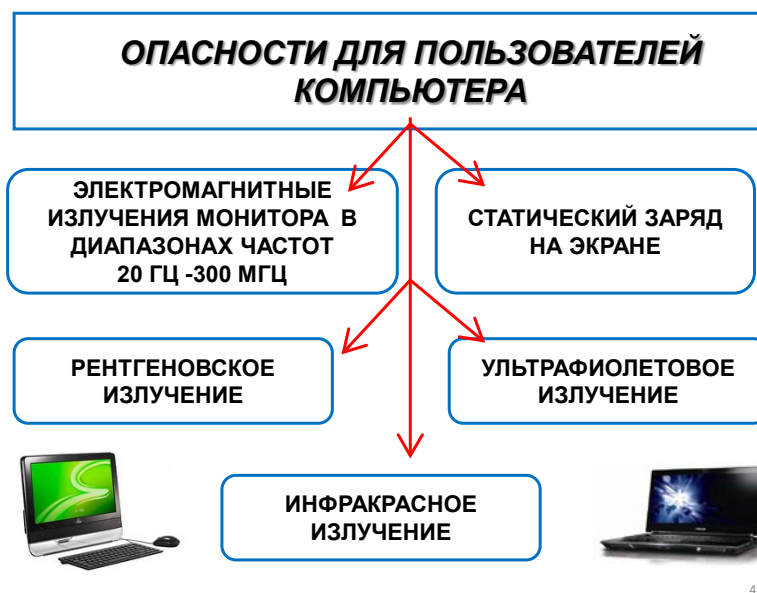 ОПАСНОСТИ ДЛЯ ПОЛЬЗОВАТЕЛЕЙ
КОМПЬЮТЕРА
ЭЛЕКТРОМАГНИТНЫЕ
ИЗЛУЧЕНИЯ МОНИТОРА В
ДИАПАЗОНАХ ЧАСТОТ
20 ГЦ -300 МГЦ
СТАТИЧЕСКИЙ ЗАРЯД
НА ЭКРАНЕ
РЕНТГЕНОВСКОЕ
ИЗЛУЧЕНИЕ
УЛЬТРАФИОЛЕТОВОЕ
ИЗЛУЧЕНИЕ
ИНФРАКРАСНОЕ
ИЗЛУЧЕНИЕ
4